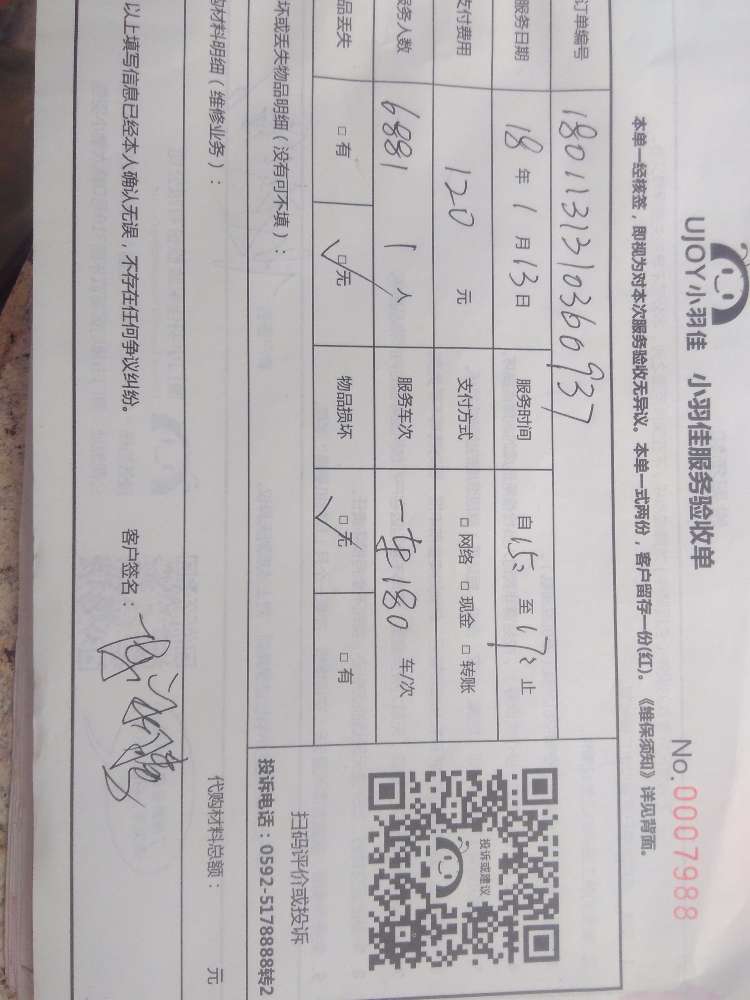 UJOY小羽佳 小羽佳服务验收单
No.0007988
本单一经核签，即视为对本次服务验收无异议。本单一式两份，客户留存一份(红)。《维保须知》详见背面。
订单编号 180113131036093​7
服务日期 18年1月13日 服务时间 自15: 至17:止
支付费用 120 元 支付方式 □网络 □现金 □转账
务人数 6881 1人 服务车次 一车180 车/次
品丢失 □有 □无 物品损坏 □无 □有
坏或丢失物品明细（没有可不填）：
投诉或建议
扫码评价或投诉
投诉电话：0592-5178888转2
购材料明细（维修业务）： 代购材料总额： 元
以上填写信息已经本人确认无误，不存在任何争议纠纷。 客户签名：